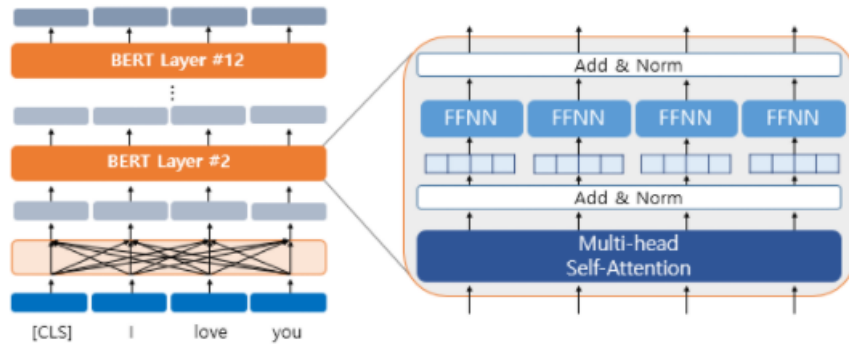 BERT Layer #12
⋮
BERT Layer #2
[CLS] I love you
Add & Norm
FFNN FFNN FFNN FFNN
Add & Norm
Multi-head
Self-Attention